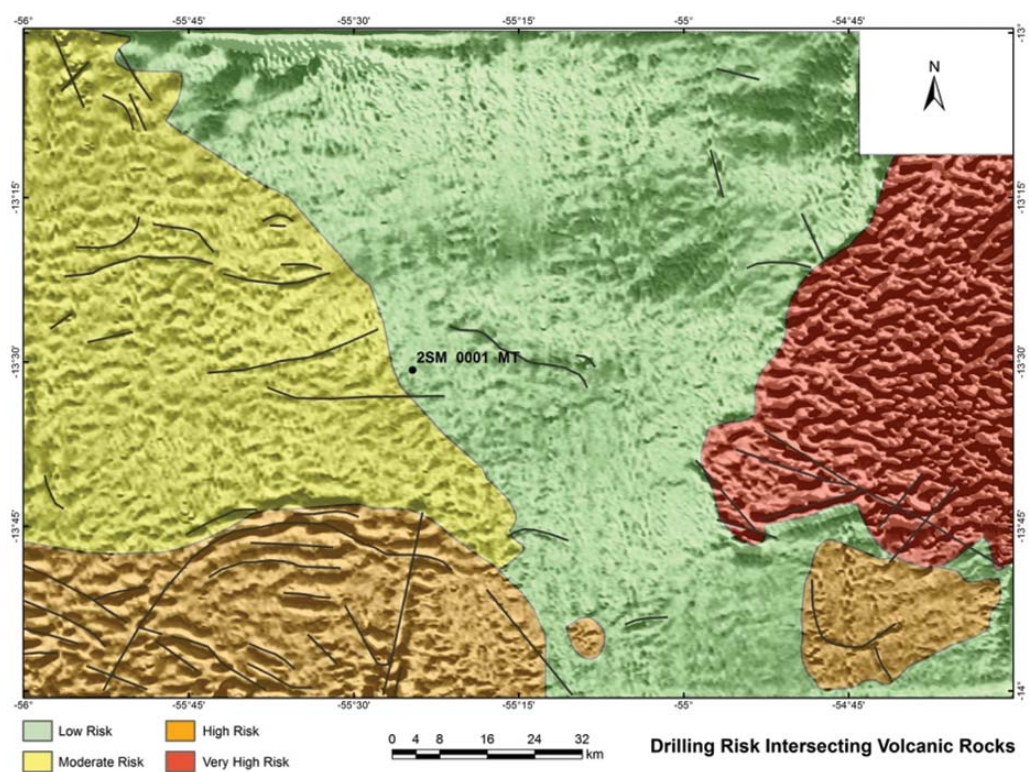 -56° -55°45' -55°30' -55°15' -55° -54°45'
-13° -13°
N
-13°15' -13°15'
-13°30' 2SM 0001 MT -13°30'
-13°45' -13°45'
-14°
-56° -55°45' -55°30' -55°15' -55° -54°45'
Low Risk High Risk
0 4 8 16 24 32
km
Drilling Risk Intersecting Volcanic Rocks
Moderate Risk Very High Risk